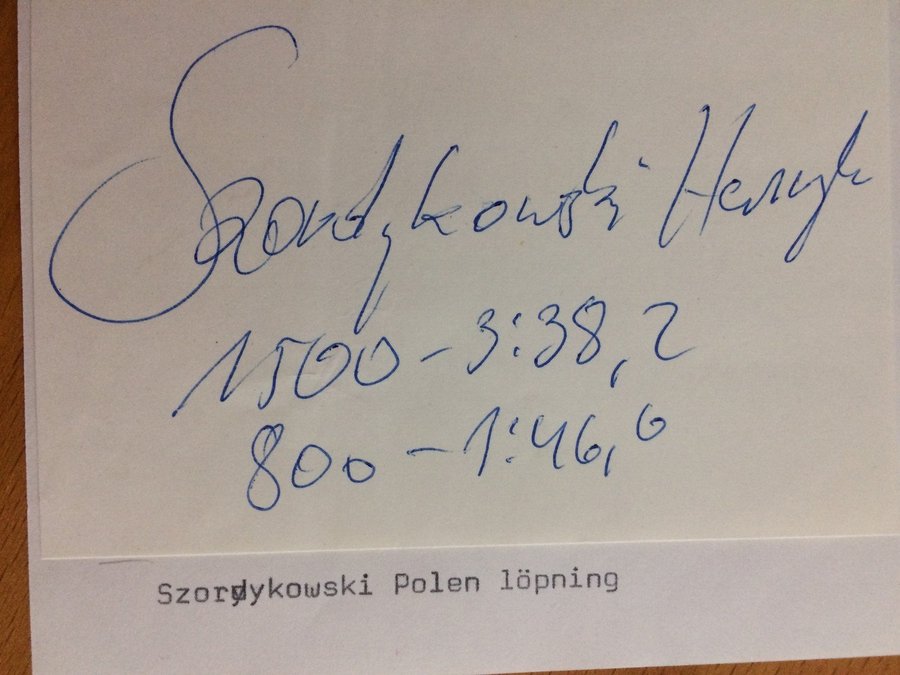 Szordykowski Henryk
1500 - 3:38,2
800 - 1:46,6
Szordykowski Polen löpning